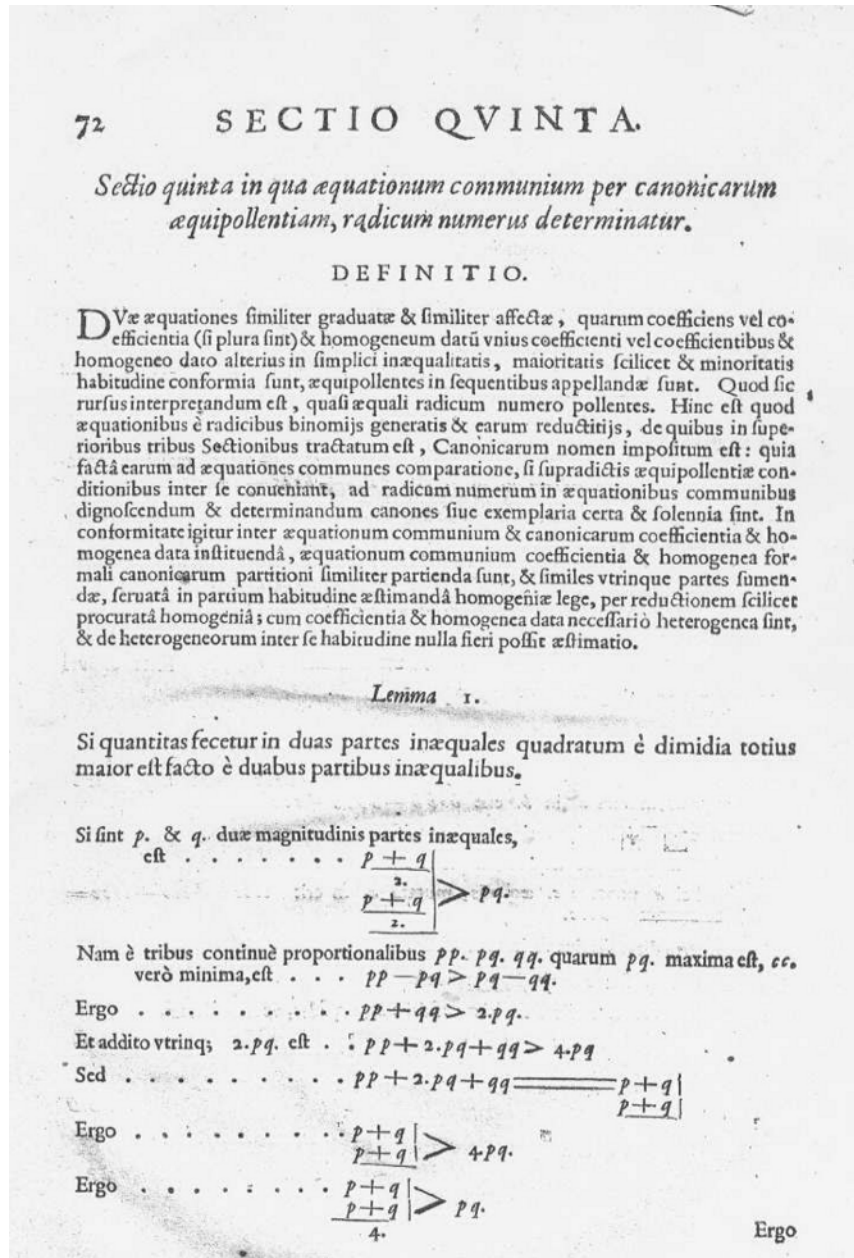 72 SECTIO QVINTA.
Sectio quinta in qua æquationum communium per canonicarum
æquipollentiam, radicum numerus determinatur.
DEFINITIO.
DVæ æquationes ſimiliter graduatæ & ſimiliter affectæ, quarum coefficiens vel co-
efficientia (ſi plura ſint) & homogeneum datũ vnius coefficienti vel coefficientibus &
homogeneo dato alterius in ſimplici inæqualitatis, maioritatis ſcilicet & minoritatis
habitudine conformia ſunt, æquipollentes in ſequentibus appellandæ ſunt. Quod ſic
rurſus interpretandum eſt, quaſi æquali radicum numero pollentes. Hinc eſt quod
æquationibus è radicibus binomijs generatis & earum reductitijs, de quibus in ſupe-
rioribus tribus Sectionibus tractatum eſt, Canonicarum nomen impoſitum eſt: quia
factâ earum ad æquationes communes comparatione, ſi ſupradictis æquipollentiæ con-
ditionibus inter ſe conueniant, ad radicum numerum in æquationibus communibus
dignoſcendum & determinandum canones ſiue exemplaria certa & ſolennia ſint. In
conformitate igitur inter æquationum communium & canonicarum coefficientia & ho-
mogenea data inſtituendâ, æquationum communium coefficientia & homogenea for-
mali canonicarum partitioni ſimiliter partienda ſunt, & ſimiles vtrinque partes ſumen-
dæ, ſeruatâ in partium habitudine æſtimandâ homogeniæ lege, per reductionem ſcilicet
procuratâ homogeniâ; cum coefficientia & homogenea data neceſſariò heterogenea ſint,
& de heterogeneorum inter ſe habitudine nulla fieri poſſit æſtimatio.
Lemma 1.
Si quantitas ſecetur in duas partes inæquales quadratum è dimidia totius
maior eſt facto è duabus partibus inæqualibus.
Si ſint p. & q. duæ magnitudinis partes inæquales,
eſt . . . . . . . p + q
2.
p + q > pq.
2.
Nam è tribus continuè proportionalibus pp. pq. qq. quarum pq. maxima eſt, cc.
verò minima, eſt . . . pp — pq > pq — qq.
Ergo . . . . . . . . . pp + qq > 2.pq.
Et addito vtrinq; 2.pq. eſt . . pp + 2.pq + qq > 4.pq
Sed . . . . . . . . . pp + 2.pq + qq ═ p + q
p + q
Ergo . . . . . . . . . p + q
p + q > 4.pq.
Ergo . . . . . . . . . p + q
p + q > pq.
4.
Ergo